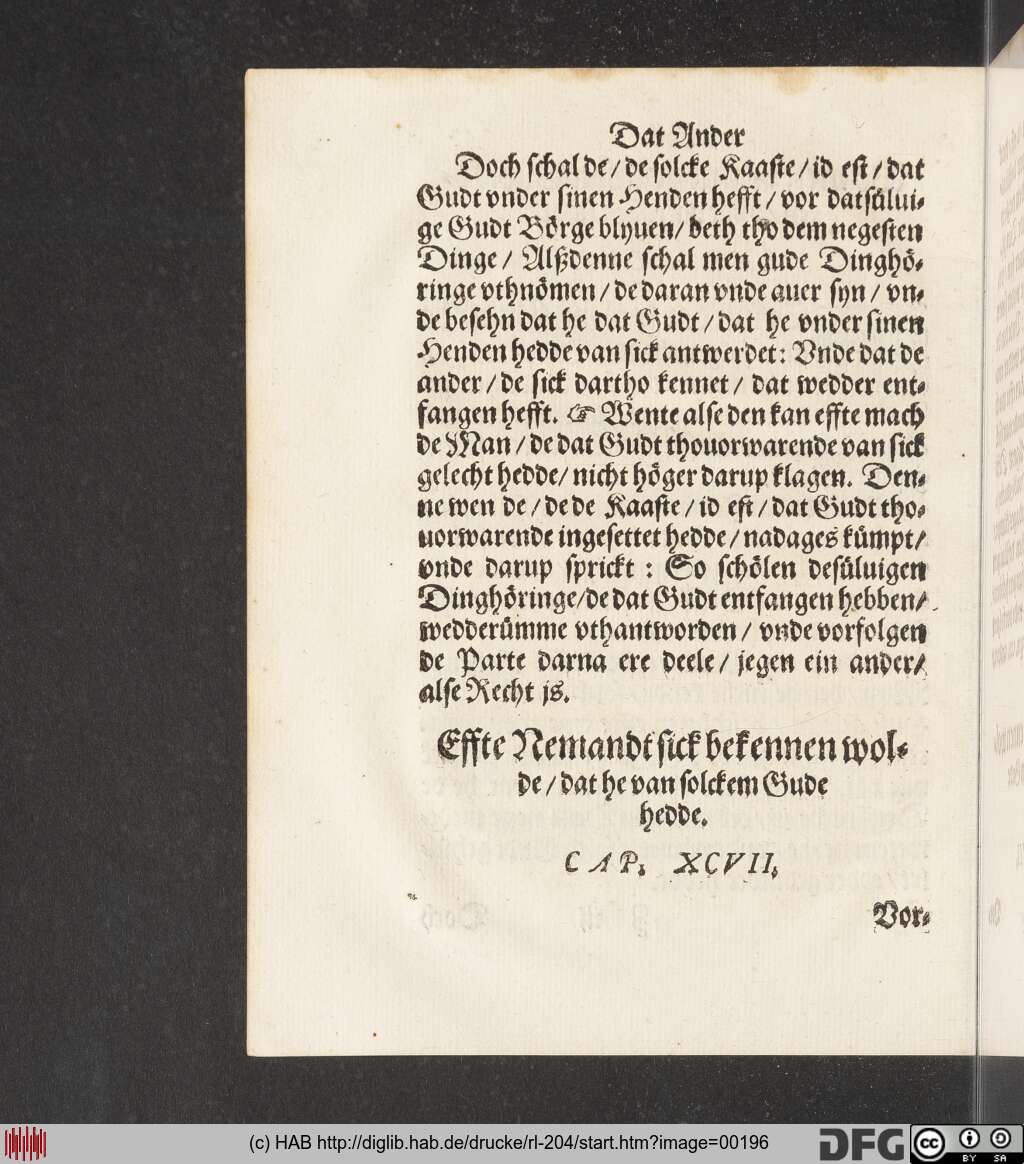 Dat Ander
Doch schal de / de solcke Kaaste / id est / dat
Gudt vnder sinen Henden hefft / vor dat sülui-
ge Gudt Börge blyuen / beth tho dem negesten
Dinge / Alßdenne schal men gude Dinghö-
ringe vthnömen / de daran vnde auer syn / vn-
de besehn dat he dat Gudt / dat he vnder sinen
Henden hedde van sick antwerdet: Vnde dat de
ander / de sick dartho kennet / dat wedder ent-
fangen hefft. ☞ Wente alse den kan effte mach
de Man / de dat Gudt thouorwarende van sick
gelecht hedde / nicht höger darup klagen. Den-
ne wen de / de de Kaaste / id est / dat Gudt tho-
uorwarende ingesettet hedde / nadages kümpt /
vnde darup sprickt : So schölen desüluigen
Dinghöringe / de dat Gudt entfangen hebben /
wedderümme vthantworden / vnde vorfolgen
de Parte darna ere deele / jegen ein ander /
alse Recht js.
Effte Nemandt sick bekennen wol-
de / dat he van solckem Gude
hedde.
CAP. XCVII.
Vor-
(c) HAB http://diglib.hab.de/drucke/rl-204/start.htm?image=00196
DFG
cc BY SA